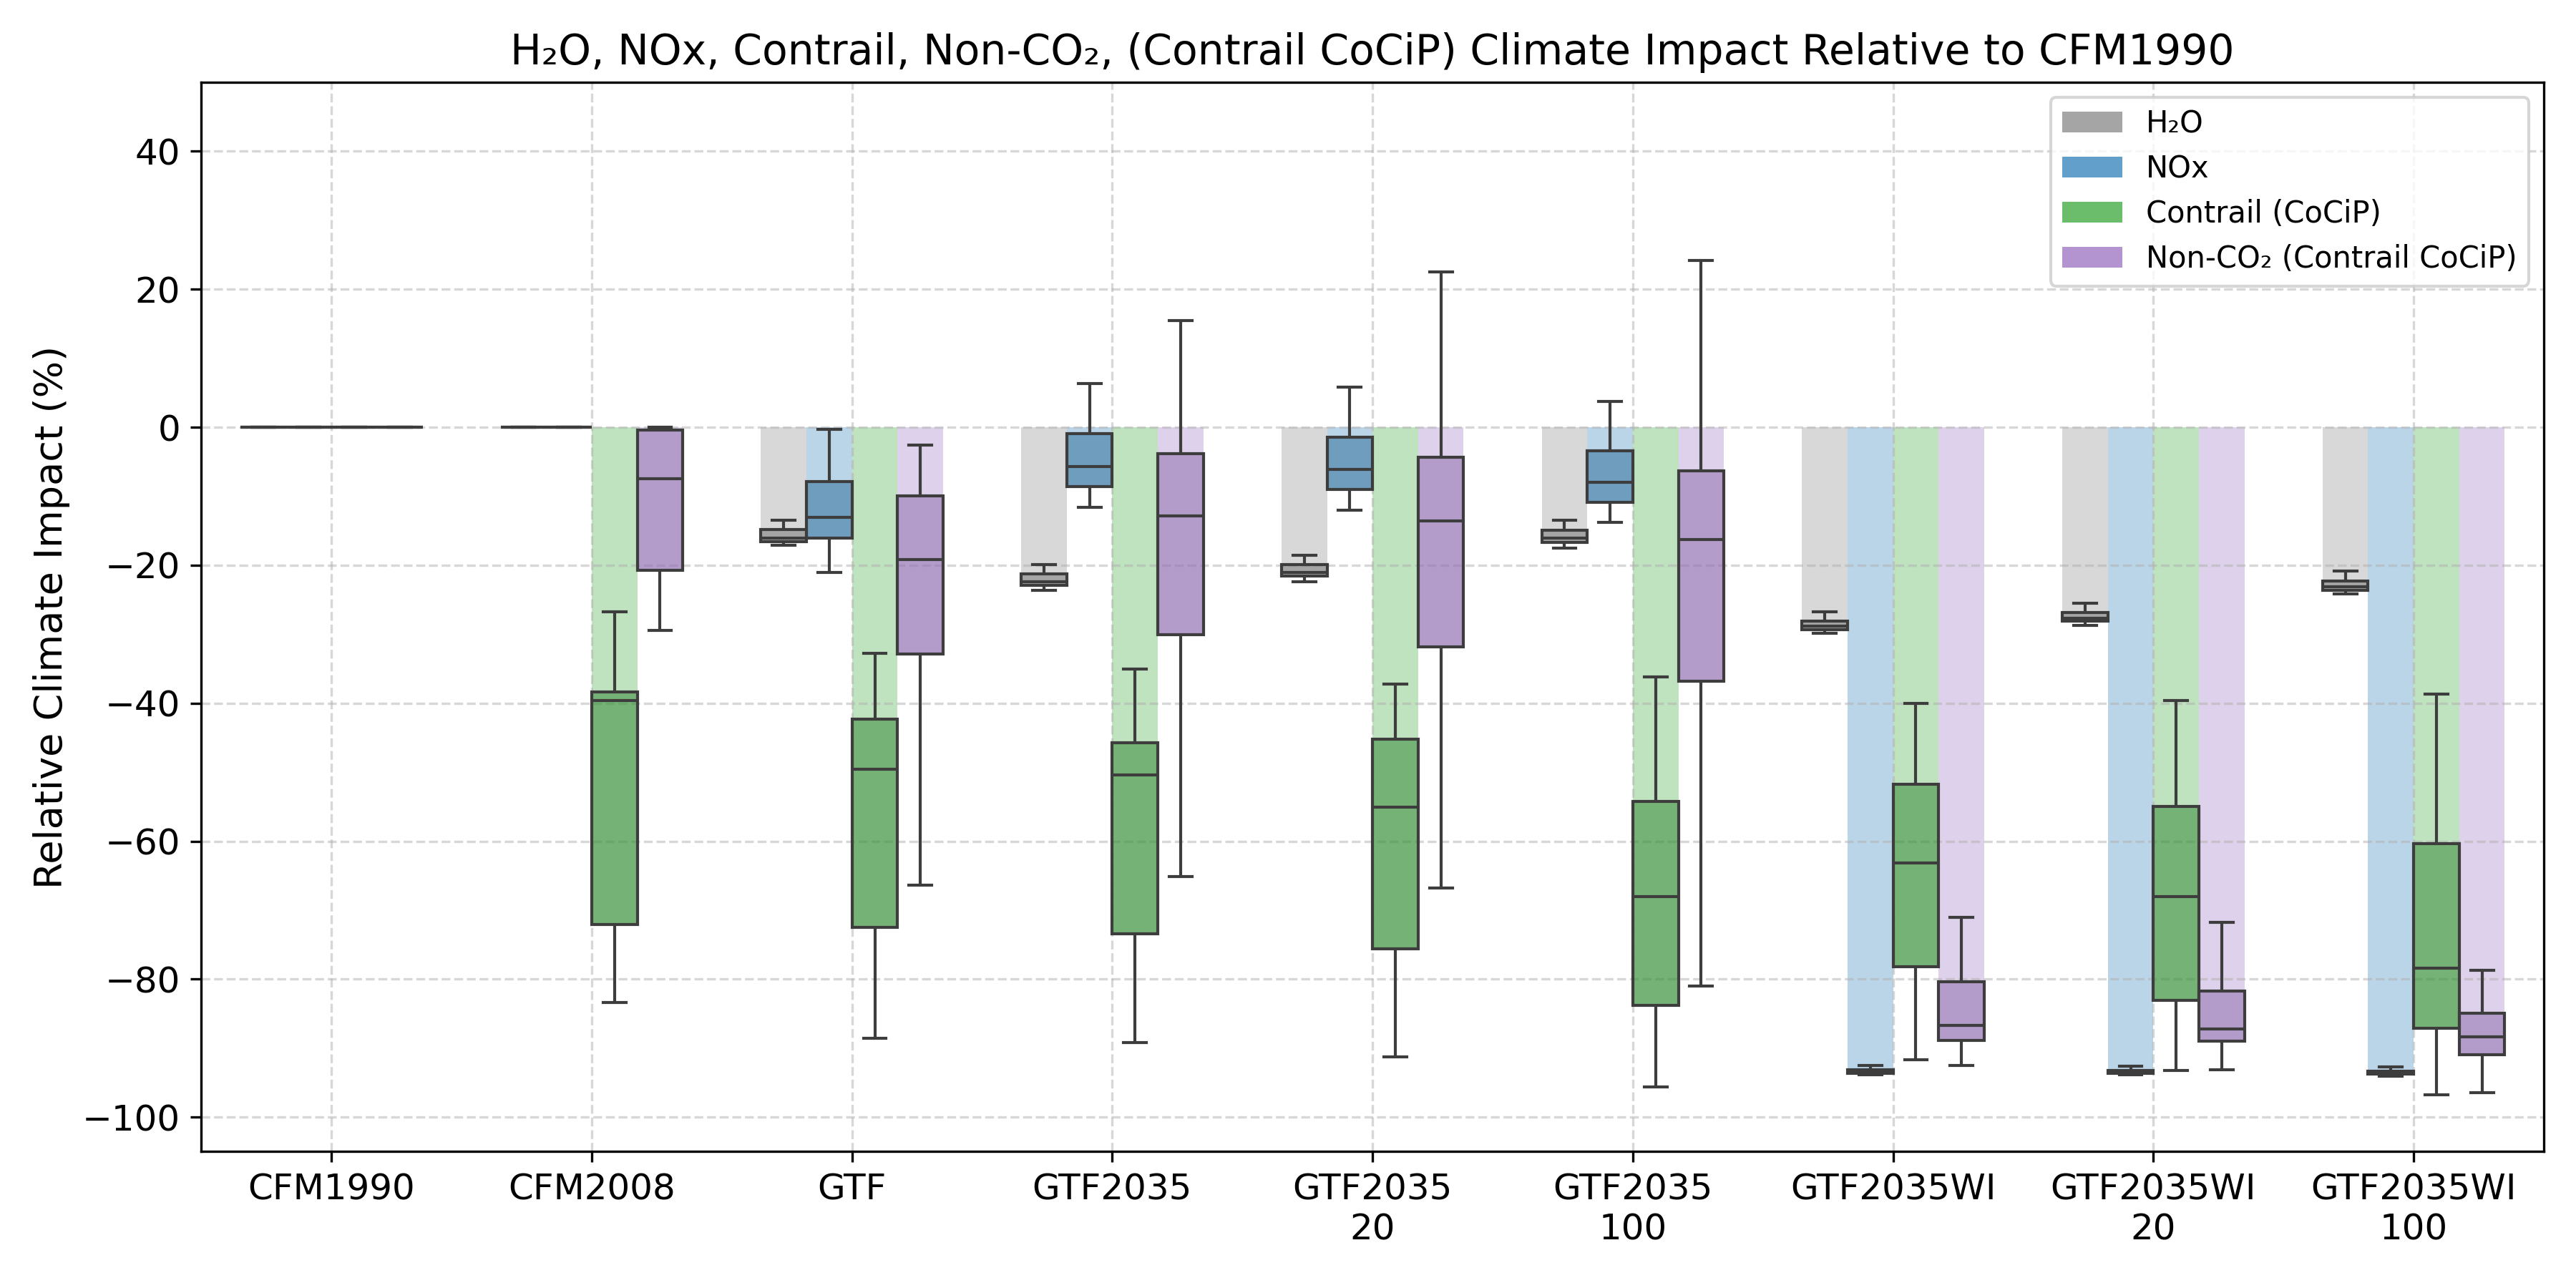 H₂O, NOx, Contrail, Non-CO₂, (Contrail CoCiP) Climate Impact Relative to CFM1990
H₂O
NOx
Contrail (CoCiP)
Non-CO₂ (Contrail CoCiP)
Relative Climate Impact (%)
40
20
0
−20
−40
−60
−80
−100
CFM1990
CFM2008
GTF
GTF2035
GTF2035
20
GTF2035
100
GTF2035WI
GTF2035WI
20
GTF2035WI
100